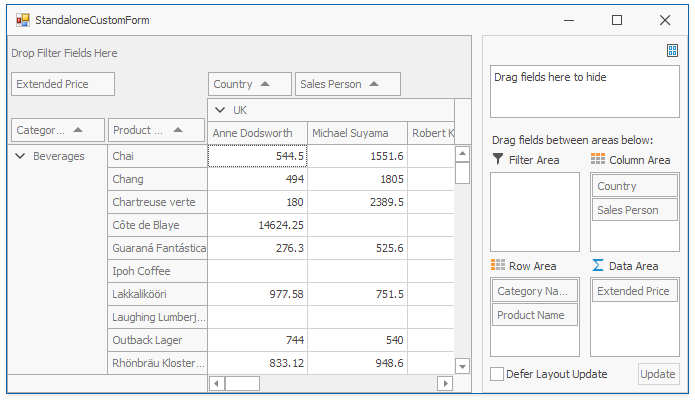 StandaloneCustomForm
Drop Filter Fields Here
Extended Price
Country Sales Person
UK
Categor... Product ...
Anne Dodsworth Michael Suyama Robert K
Beverages Chai 544.5 1551.6
Chang 494 1805
Chartreuse verte 180 2389.5
Côte de Blaye 14624.25
Guaraná Fantástica 276.3 525.6
Ipoh Coffee
Lakkalikööri 977.58 751.5
Laughing Lumberj...
Outback Lager 744 540
Rhönbräu Kloster... 833.12 948.6
Drag fields here to hide
Drag fields between areas below:
Filter Area Column Area
Country
Sales Person
Row Area Data Area
Category Na... Extended Price
Product Name
Defer Layout Update Update